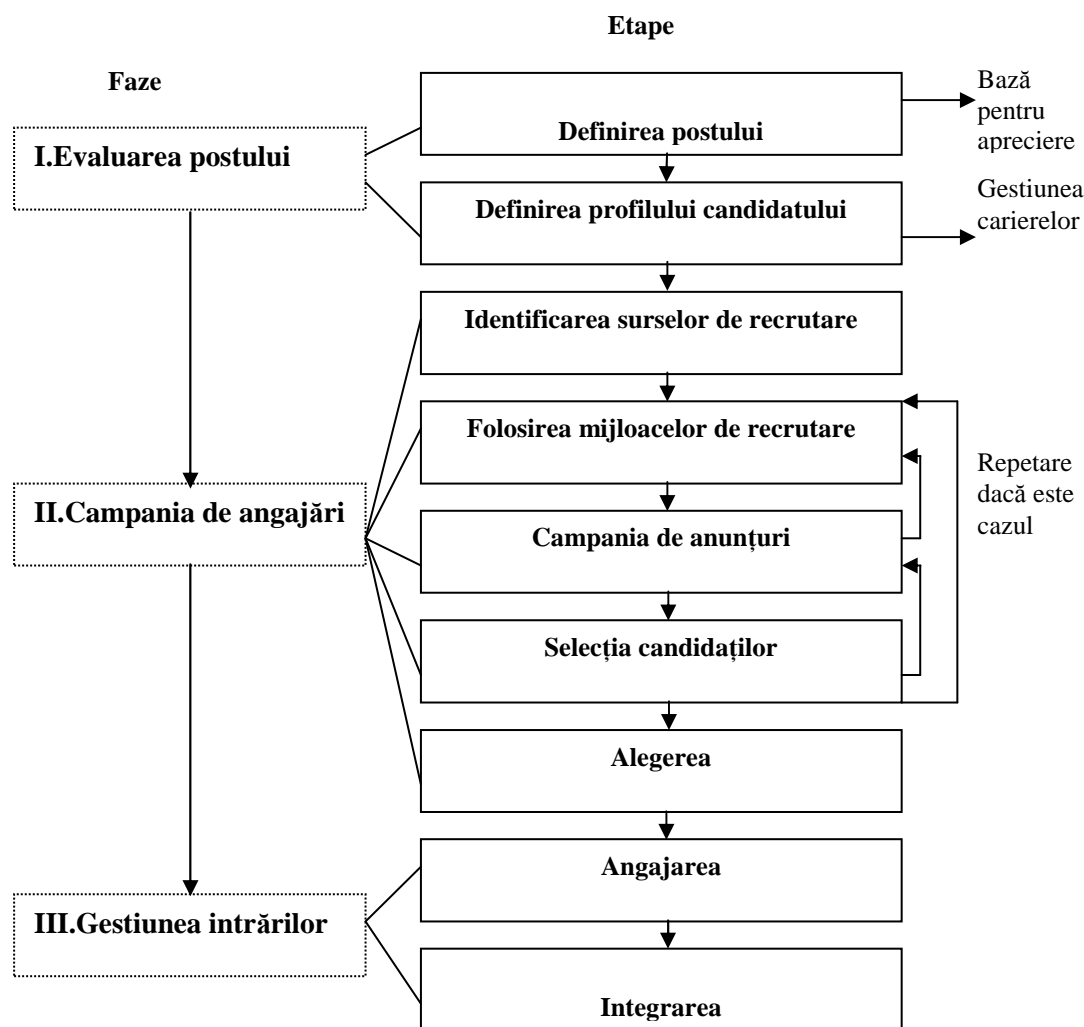 Etape
Faze
Bază
pentru
apreciere
Definirea postului
I.Evaluarea postului
Gestiunea
carierelor
Definirea profilului candidatului
Identificarea surselor de recrutare
Folosirea mijloacelor de recrutare
Repetare
dacă este
cazul
II.Campania de angajări
Campania de anunțuri
Selecția candidaților
Alegerea
Angajarea
III.Gestiunea intrărilor
Integrarea